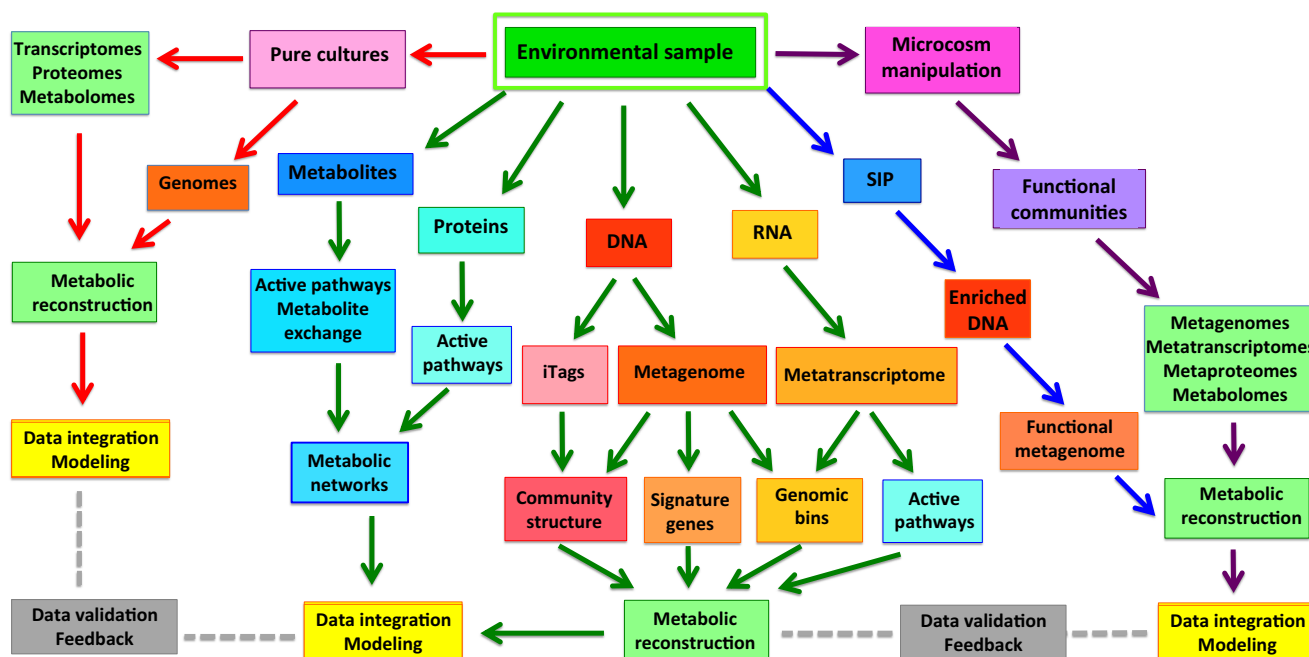 Transcriptomes
Proteomes
Metabolomes
Pure cultures
Environmental sample
Microcosm
manipulation
Genomes
Metabolites
SIP
Functional
communities
Proteins
DNA
RNA
Metabolic
reconstruction
Active pathways
Metabolite
exchange
Active
pathways
Enriched
DNA
Metagenomes
Metatranscriptomes
Metaproteomes
Metabolomes
iTags
Metagenome
Metatranscriptome
Data integration
Modeling
Metabolic
networks
Functional
metagenome
Community
structure
Signature
genes
Genomic
bins
Active
pathways
Metabolic
reconstruction
Data validation
Feedback
Data integration
Modeling
Metabolic
reconstruction
Data validation
Feedback
Data integration
Modeling